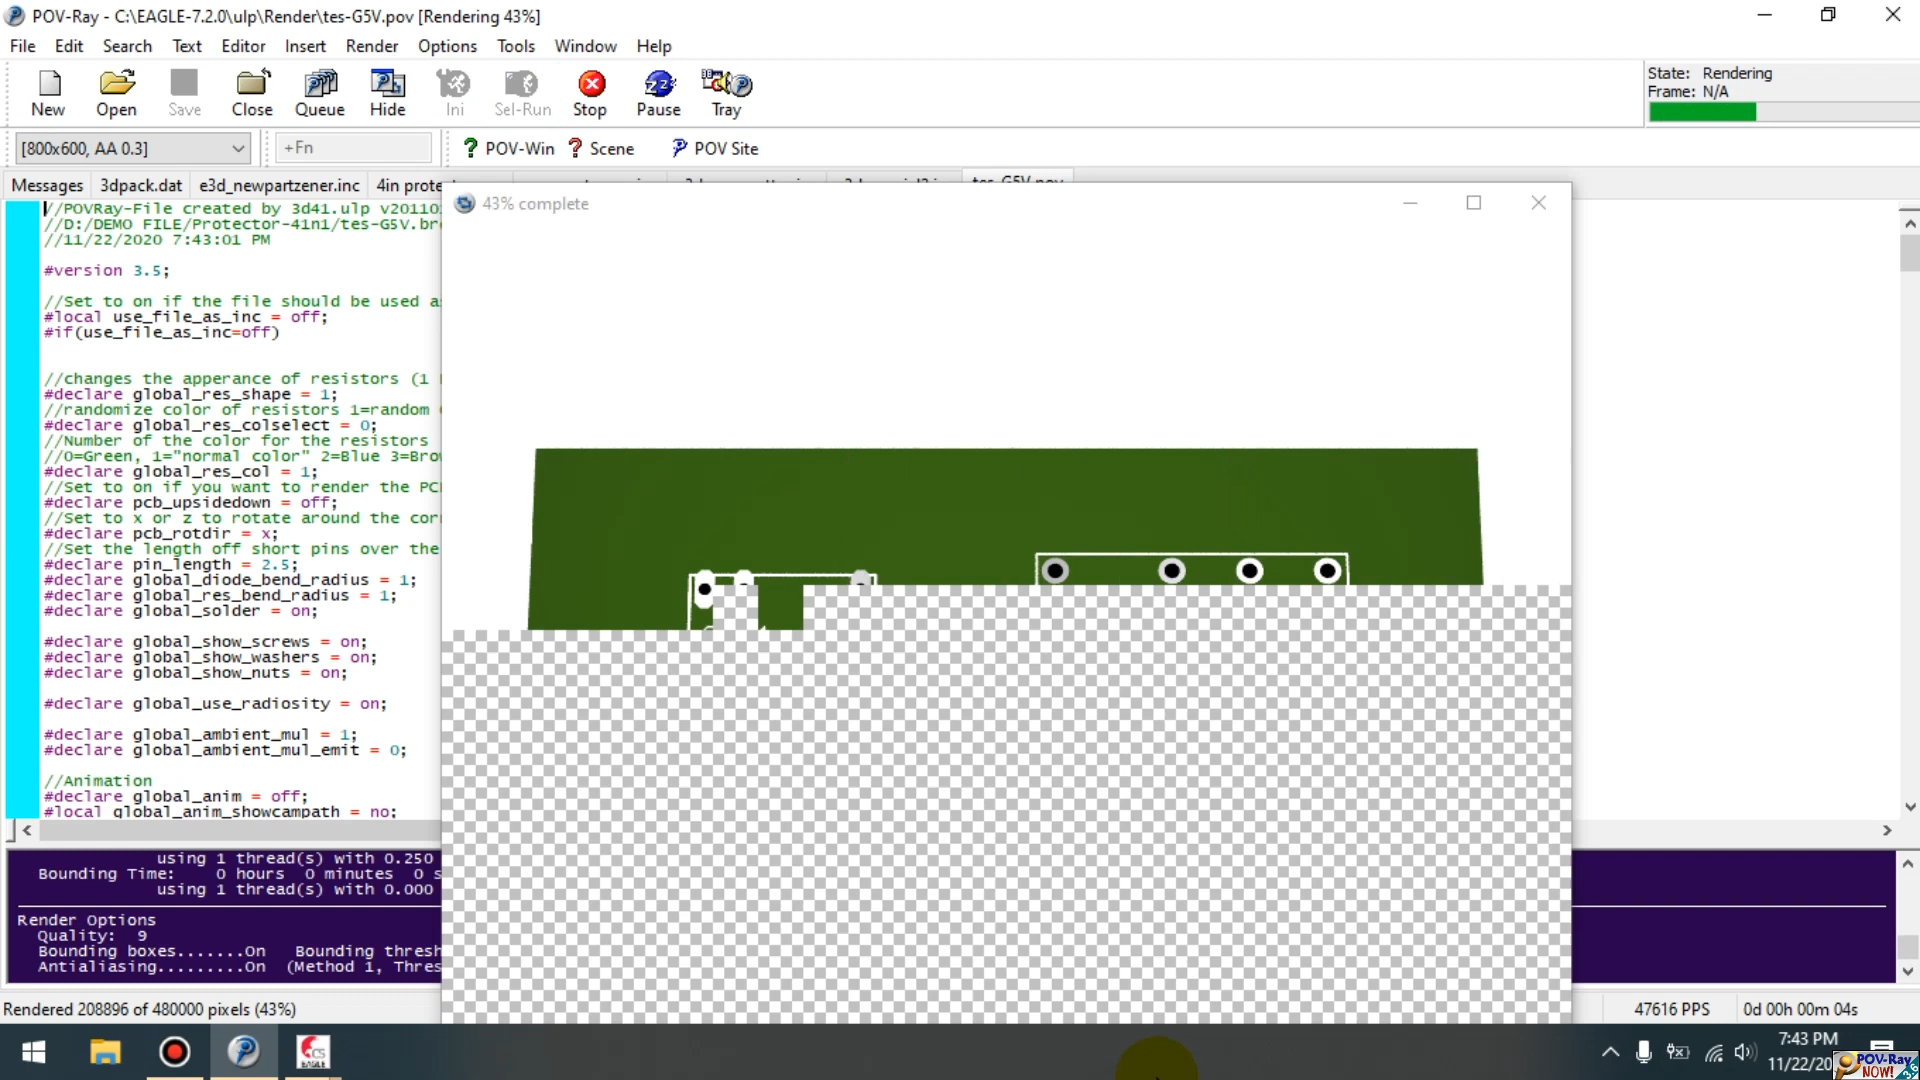 POV-Ray - C:\EAGLE-7.2.0\ulp\Render\tes-G5V.pov [Rendering 43%]
File Edit Search Text Editor Insert Render Options Tools Window Help
New Open Save Close Queue Hide Ini Sel-Run Stop Pause Tray
State: Rendering
Frame: N/A
[800x600, AA 0.3] +Fn ? POV-Win ? Scene POV Site
Messages 3dpack.dat e3d_newpartzener.inc 4in prote tes-G5V.pov
43% complete
//POVRay-File created by 3d41.ulp v20110
//D:/DEMO FILE/Protector-41n1/tes-G5V.br
//11/22/2020 7:43:01 PM
#version 3.5;
//Set to on if the file should be used a
#local use_file_as_inc = off;
#if(use_file_as_inc=off)
//changes the apperance of resistors (1
#declare global_res_shape = 1;
//randomize color of resistors 1=random
#declare global_res_colselect = 0;
//Number of the color for the resistors
//0=Green, 1="normal color" 2=Blue 3=Bro
#declare global_res_col = 1;
//Set to on if you want to render the PC
#declare pcb_upsidedown = off;
//Set to x or z to rotate around the cor
#declare pcb_rotdir = x;
//Set the length off short pins over the
#declare pin_length = 2.5;
#declare global_diode_bend_radius = 1;
#declare global_res_bend_radius = 1;
#declare global_solder = on;
#declare global_show_screws = on;
#declare global_show_washers = on;
#declare global_show_nuts = on;
#declare global_use_radiosity = on;
#declare global_ambient_mul = 1;
#declare global_ambient_mul_emit = 0;
//Animation
#declare global_anim = off;
#local global_anim_showcampath = no;
using 1 thread(s) with 0.250
Bounding Time: 0 hours 0 minutes 0 s
using 1 thread(s) with 0.000
Render Options
Quality: 9
Bounding boxes.......On Bounding thresh
Antialiasing.........On (Method 1, Thres
Rendered 208896 of 480000 pixels (43%) 47616 PPS 0d 00h 00m 04s
CS
EAGLE
7:43 PM
11/22/20
POV-Ray
NOW!
3.6